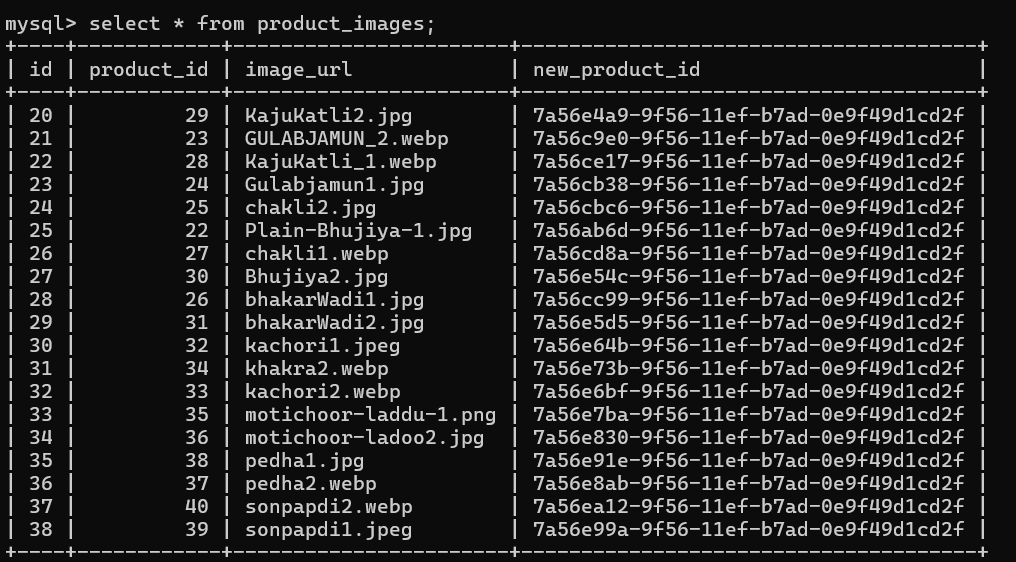 mysql> select * from product_images;
+----+------------+-----------------------+--------------------------------------+
| id | product_id | image_url             | new_product_id                       |
+----+------------+-----------------------+--------------------------------------+
| 20 |         29 | KajuKatli2.jpg        | 7a56e4a9-9f56-11ef-b7ad-0e9f49d1cd2f |
| 21 |         23 | GULABJAMUN_2.webp     | 7a56c9e0-9f56-11ef-b7ad-0e9f49d1cd2f |
| 22 |         28 | KajuKatli_1.webp      | 7a56ce17-9f56-11ef-b7ad-0e9f49d1cd2f |
| 23 |         24 | Gulabjamun1.jpg       | 7a56cb38-9f56-11ef-b7ad-0e9f49d1cd2f |
| 24 |         25 | chakli2.jpg           | 7a56cbc6-9f56-11ef-b7ad-0e9f49d1cd2f |
| 25 |         22 | Plain-Bhujiya-1.jpg   | 7a56ab6d-9f56-11ef-b7ad-0e9f49d1cd2f |
| 26 |         27 | chakli1.webp          | 7a56cd8a-9f56-11ef-b7ad-0e9f49d1cd2f |
| 27 |         30 | Bhujiya2.jpg          | 7a56e54c-9f56-11ef-b7ad-0e9f49d1cd2f |
| 28 |         26 | bhakarWadi1.jpg       | 7a56cc99-9f56-11ef-b7ad-0e9f49d1cd2f |
| 29 |         31 | bhakarWadi2.jpg       | 7a56e5d5-9f56-11ef-b7ad-0e9f49d1cd2f |
| 30 |         32 | kachori1.jpeg         | 7a56e64b-9f56-11ef-b7ad-0e9f49d1cd2f |
| 31 |         34 | khakra2.webp          | 7a56e73b-9f56-11ef-b7ad-0e9f49d1cd2f |
| 32 |         33 | kachori2.webp         | 7a56e6bf-9f56-11ef-b7ad-0e9f49d1cd2f |
| 33 |         35 | motichoor-laddu-1.png | 7a56e7ba-9f56-11ef-b7ad-0e9f49d1cd2f |
| 34 |         36 | motichoor-ladoo2.jpg  | 7a56e830-9f56-11ef-b7ad-0e9f49d1cd2f |
| 35 |         38 | pedha1.jpg            | 7a56e91e-9f56-11ef-b7ad-0e9f49d1cd2f |
| 36 |         37 | pedha2.webp           | 7a56e8ab-9f56-11ef-b7ad-0e9f49d1cd2f |
| 37 |         40 | sonpapdi2.webp        | 7a56ea12-9f56-11ef-b7ad-0e9f49d1cd2f |
| 38 |         39 | sonpapdi1.jpeg        | 7a56e99a-9f56-11ef-b7ad-0e9f49d1cd2f |
+----+------------+-----------------------+--------------------------------------+